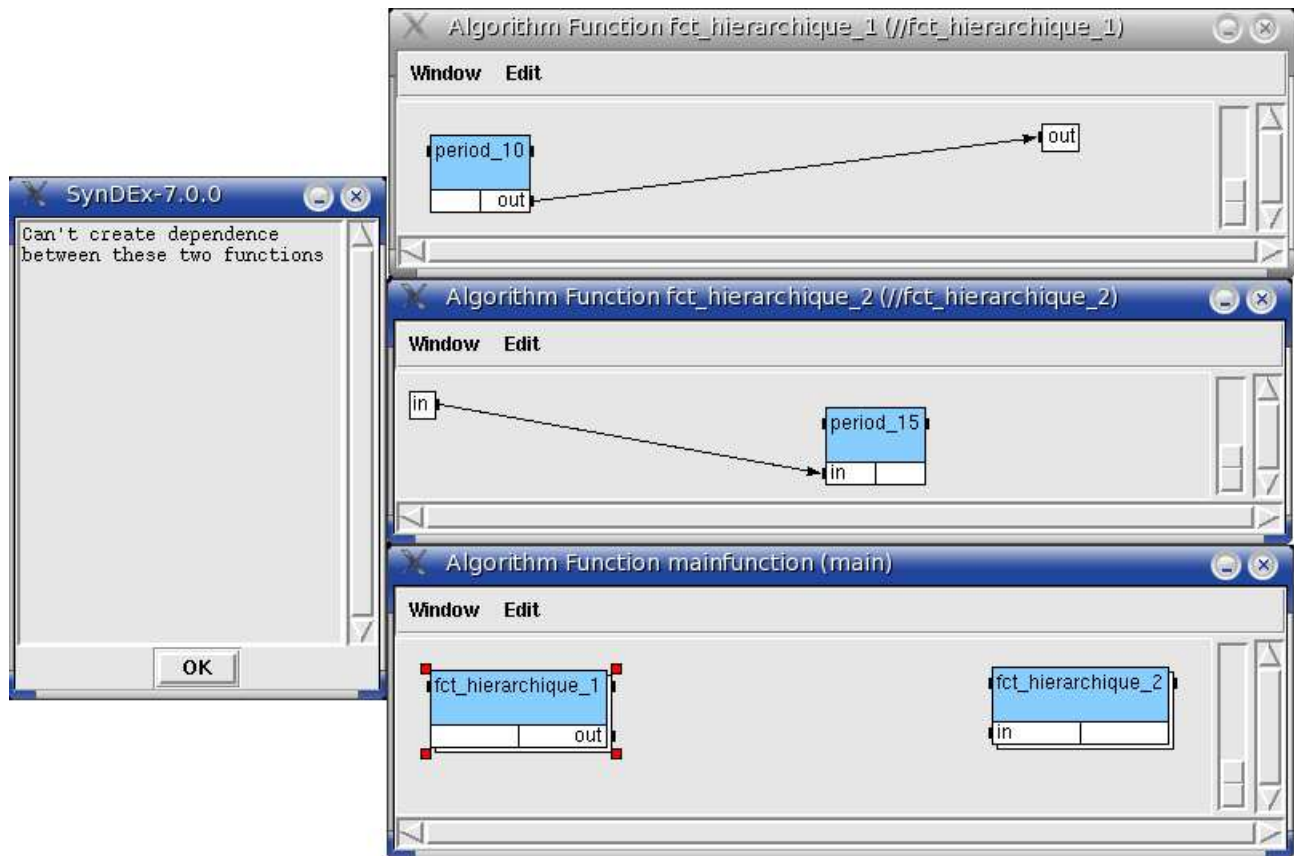 SynDEx-7.0.0
Can't create dependence
between these two functions
OK
Algorithm Function fct_hierarchique_1 (//fct_hierarchique_1)
Window Edit
period_10
out
out
Algorithm Function fct_hierarchique_2 (//fct_hierarchique_2)
Window Edit
in
period_15
in
Algorithm Function mainfunction (main)
Window Edit
fct_hierarchique_1
out
fct_hierarchique_2
in